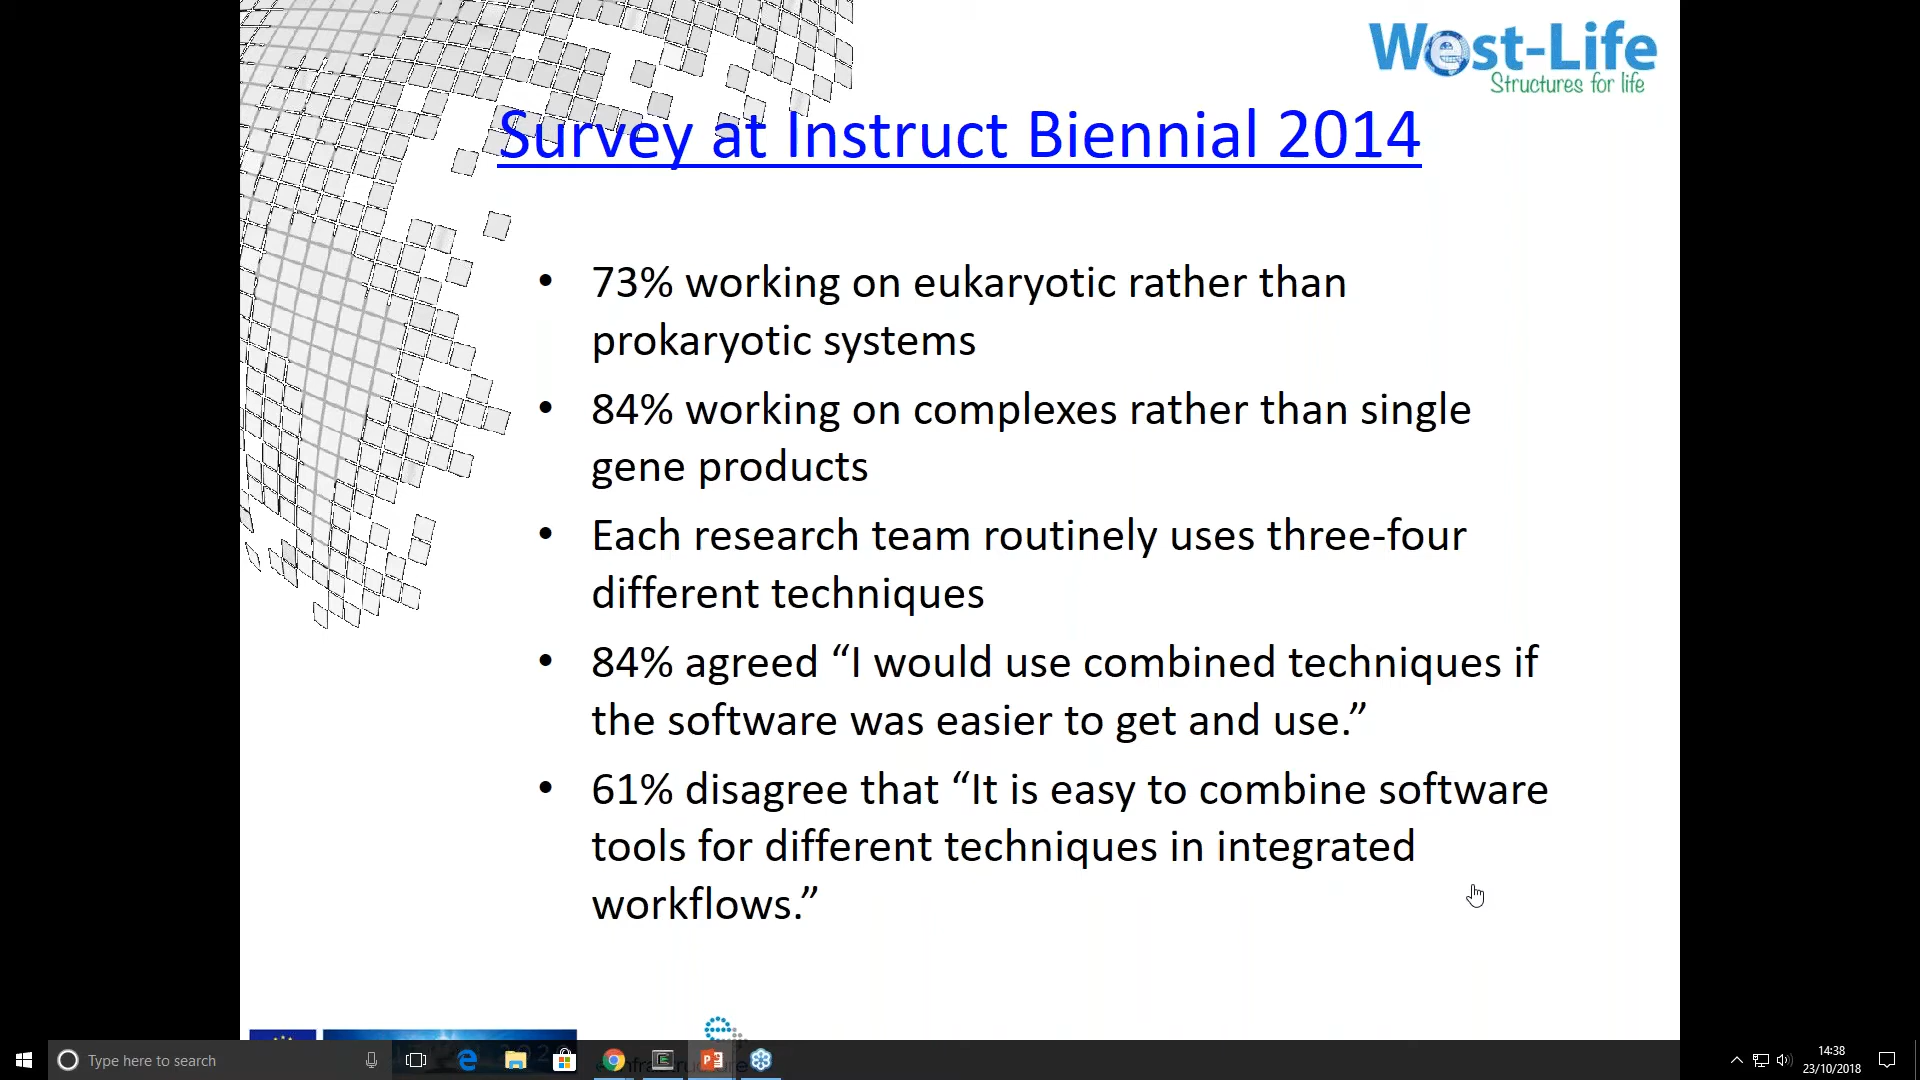 West-Life
Structures for life
Survey at Instruct Biennial 2014
• 73% working on eukaryotic rather than
prokaryotic systems
• 84% working on complexes rather than single
gene products
• Each research team routinely uses three-four
different techniques
• 84% agreed “I would use combined techniques if
the software was easier to get and use.”
• 61% disagree that “It is easy to combine software
tools for different techniques in integrated
workflows.”
Type here to search
14:38
23/10/2018